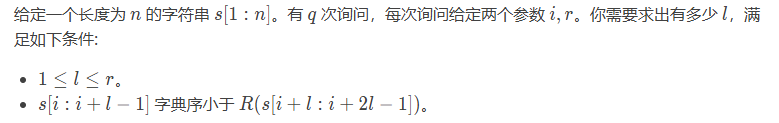 给定一个长度为 n 的字符串 s[1 : n]。有 q 次询问，每次询问给定两个参数 i, r。你需要求出有多少 l，满
足如下条件:
• 1 ≤ l ≤ r。
• s[i : i + l − 1] 字典序小于 R(s[i + l : i + 2l − 1])。